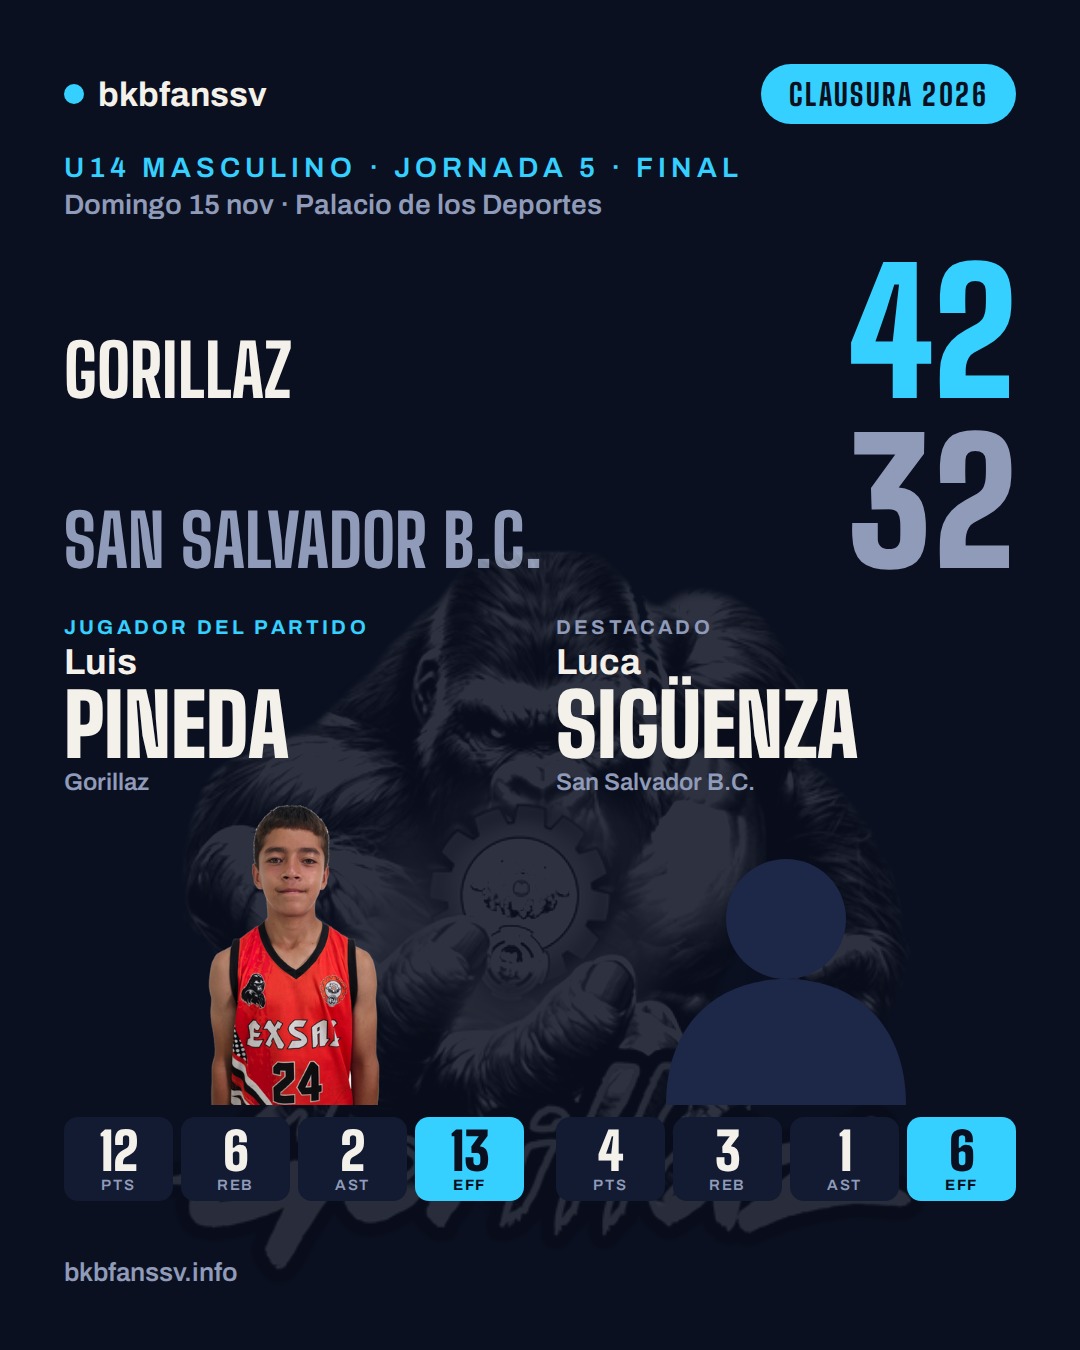 bkbfanssv
CLAUSURA 2026
U14 MASCULINO · JORNADA 5 · FINAL
Domingo 15 nov · Palacio de los Deportes
GORILLAZ
42
SAN SALVADOR B.C.
32
JUGADOR DEL PARTIDO
Luis
PINEDA
Gorillaz
DESTACADO
Luca
SIGÜENZA
San Salvador B.C.
EXSAL
24
12
PTS
6
REB
2
AST
13
EFF
4
PTS
3
REB
1
AST
6
EFF
Gorillaz
bkbfanssv.info